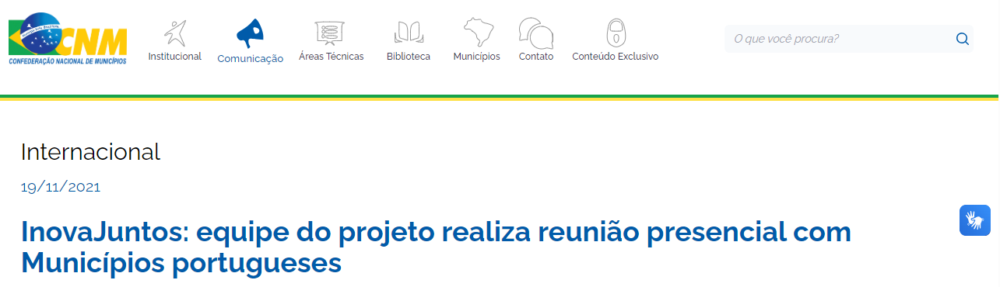 CNM
CONFEDERAÇÃO NACIONAL DE MUNICÍPIOS
Institucional
Comunicação
Áreas Técnicas
Biblioteca
Municípios
Contato
Conteúdo Exclusivo
O que você procura?
Internacional
19/11/2021
InovaJuntos: equipe do projeto realiza reunião presencial com
Municípios portugueses